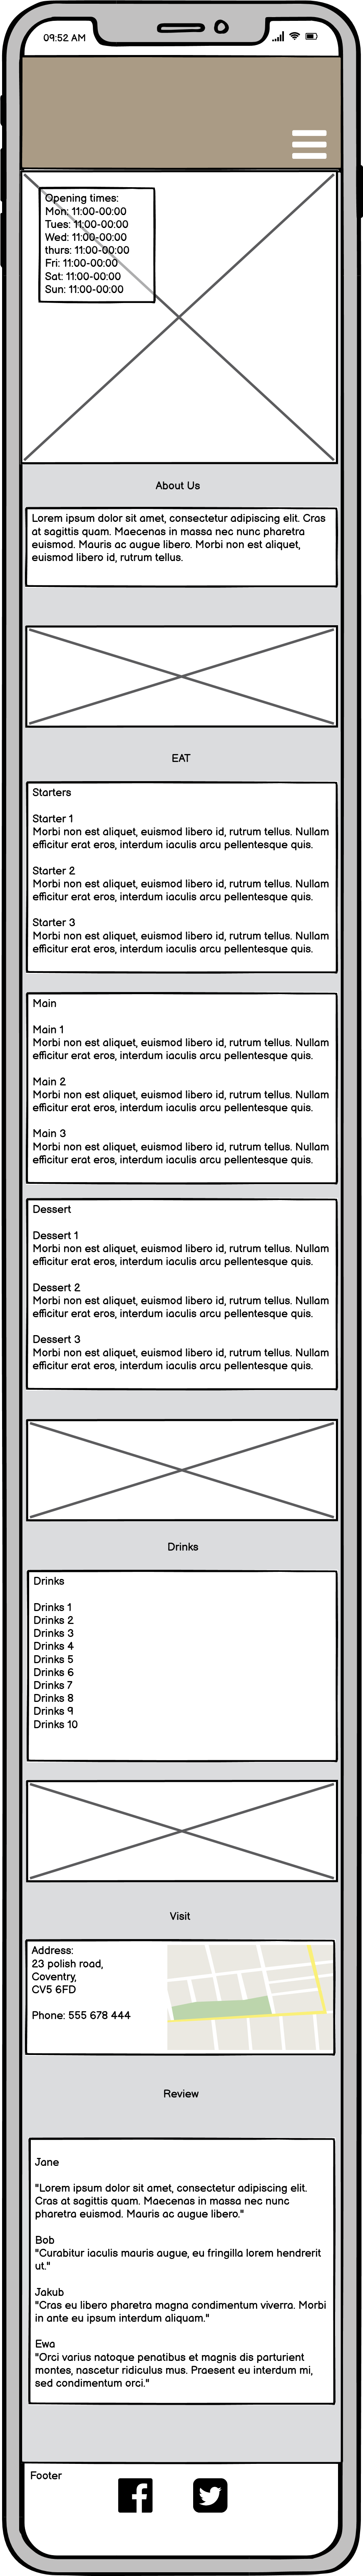 09:52 AM
Opening times:
Mon: 11:00-00:00
Tues: 11:00-00:00
Wed: 11:00-00:00
thurs: 11:00-00:00
Fri: 11:00-00:00
Sat: 11:00-00:00
Sun: 11:00-00:00
About Us
Lorem ipsum dolor sit amet, consectetur adipiscing elit. Cras
at sagittis quam. Maecenas in massa nec nunc pharetra
euismod. Mauris ac augue libero. Morbi non est aliquet,
euismod libero id, rutrum tellus.
EAT
Starters
Starter 1
Morbi non est aliquet, euismod libero id, rutrum tellus. Nullam
efficitur erat eros, interdum iaculis arcu pellentesque quis.
Starter 2
Morbi non est aliquet, euismod libero id, rutrum tellus. Nullam
efficitur erat eros, interdum iaculis arcu pellentesque quis.
Starter 3
Morbi non est aliquet, euismod libero id, rutrum tellus. Nullam
efficitur erat eros, interdum iaculis arcu pellentesque quis.
Main
Main 1
Morbi non est aliquet, euismod libero id, rutrum tellus. Nullam
efficitur erat eros, interdum iaculis arcu pellentesque quis.
Main 2
Morbi non est aliquet, euismod libero id, rutrum tellus. Nullam
efficitur erat eros, interdum iaculis arcu pellentesque quis.
Main 3
Morbi non est aliquet, euismod libero id, rutrum tellus. Nullam
efficitur erat eros, interdum iaculis arcu pellentesque quis.
Dessert
Dessert 1
Morbi non est aliquet, euismod libero id, rutrum tellus. Nullam
efficitur erat eros, interdum iaculis arcu pellentesque quis.
Dessert 2
Morbi non est aliquet, euismod libero id, rutrum tellus. Nullam
efficitur erat eros, interdum iaculis arcu pellentesque quis.
Dessert 3
Morbi non est aliquet, euismod libero id, rutrum tellus. Nullam
efficitur erat eros, interdum iaculis arcu pellentesque quis.
Drinks
Drinks
Drinks 1
Drinks 2
Drinks 3
Drinks 4
Drinks 5
Drinks 6
Drinks 7
Drinks 8
Drinks 9
Drinks 10
Visit
Address:
23 polish road,
Coventry,
CV5 6FD
Phone: 555 678 444
Review
Jane
"Lorem ipsum dolor sit amet, consectetur adipiscing elit.
Cras at sagittis quam. Maecenas in massa nec nunc
pharetra euismod. Mauris ac augue libero."
Bob
"Curabitur iaculis mauris augue, eu fringilla lorem hendrerit
ut."
Jakub
"Cras eu libero pharetra magna condimentum viverra. Morbi
in ante eu ipsum interdum aliquam."
Ewa
"Orci varius natoque penatibus et magnis dis parturient
montes, nascetur ridiculus mus. Praesent eu interdum mi,
sed condimentum orci."
Footer